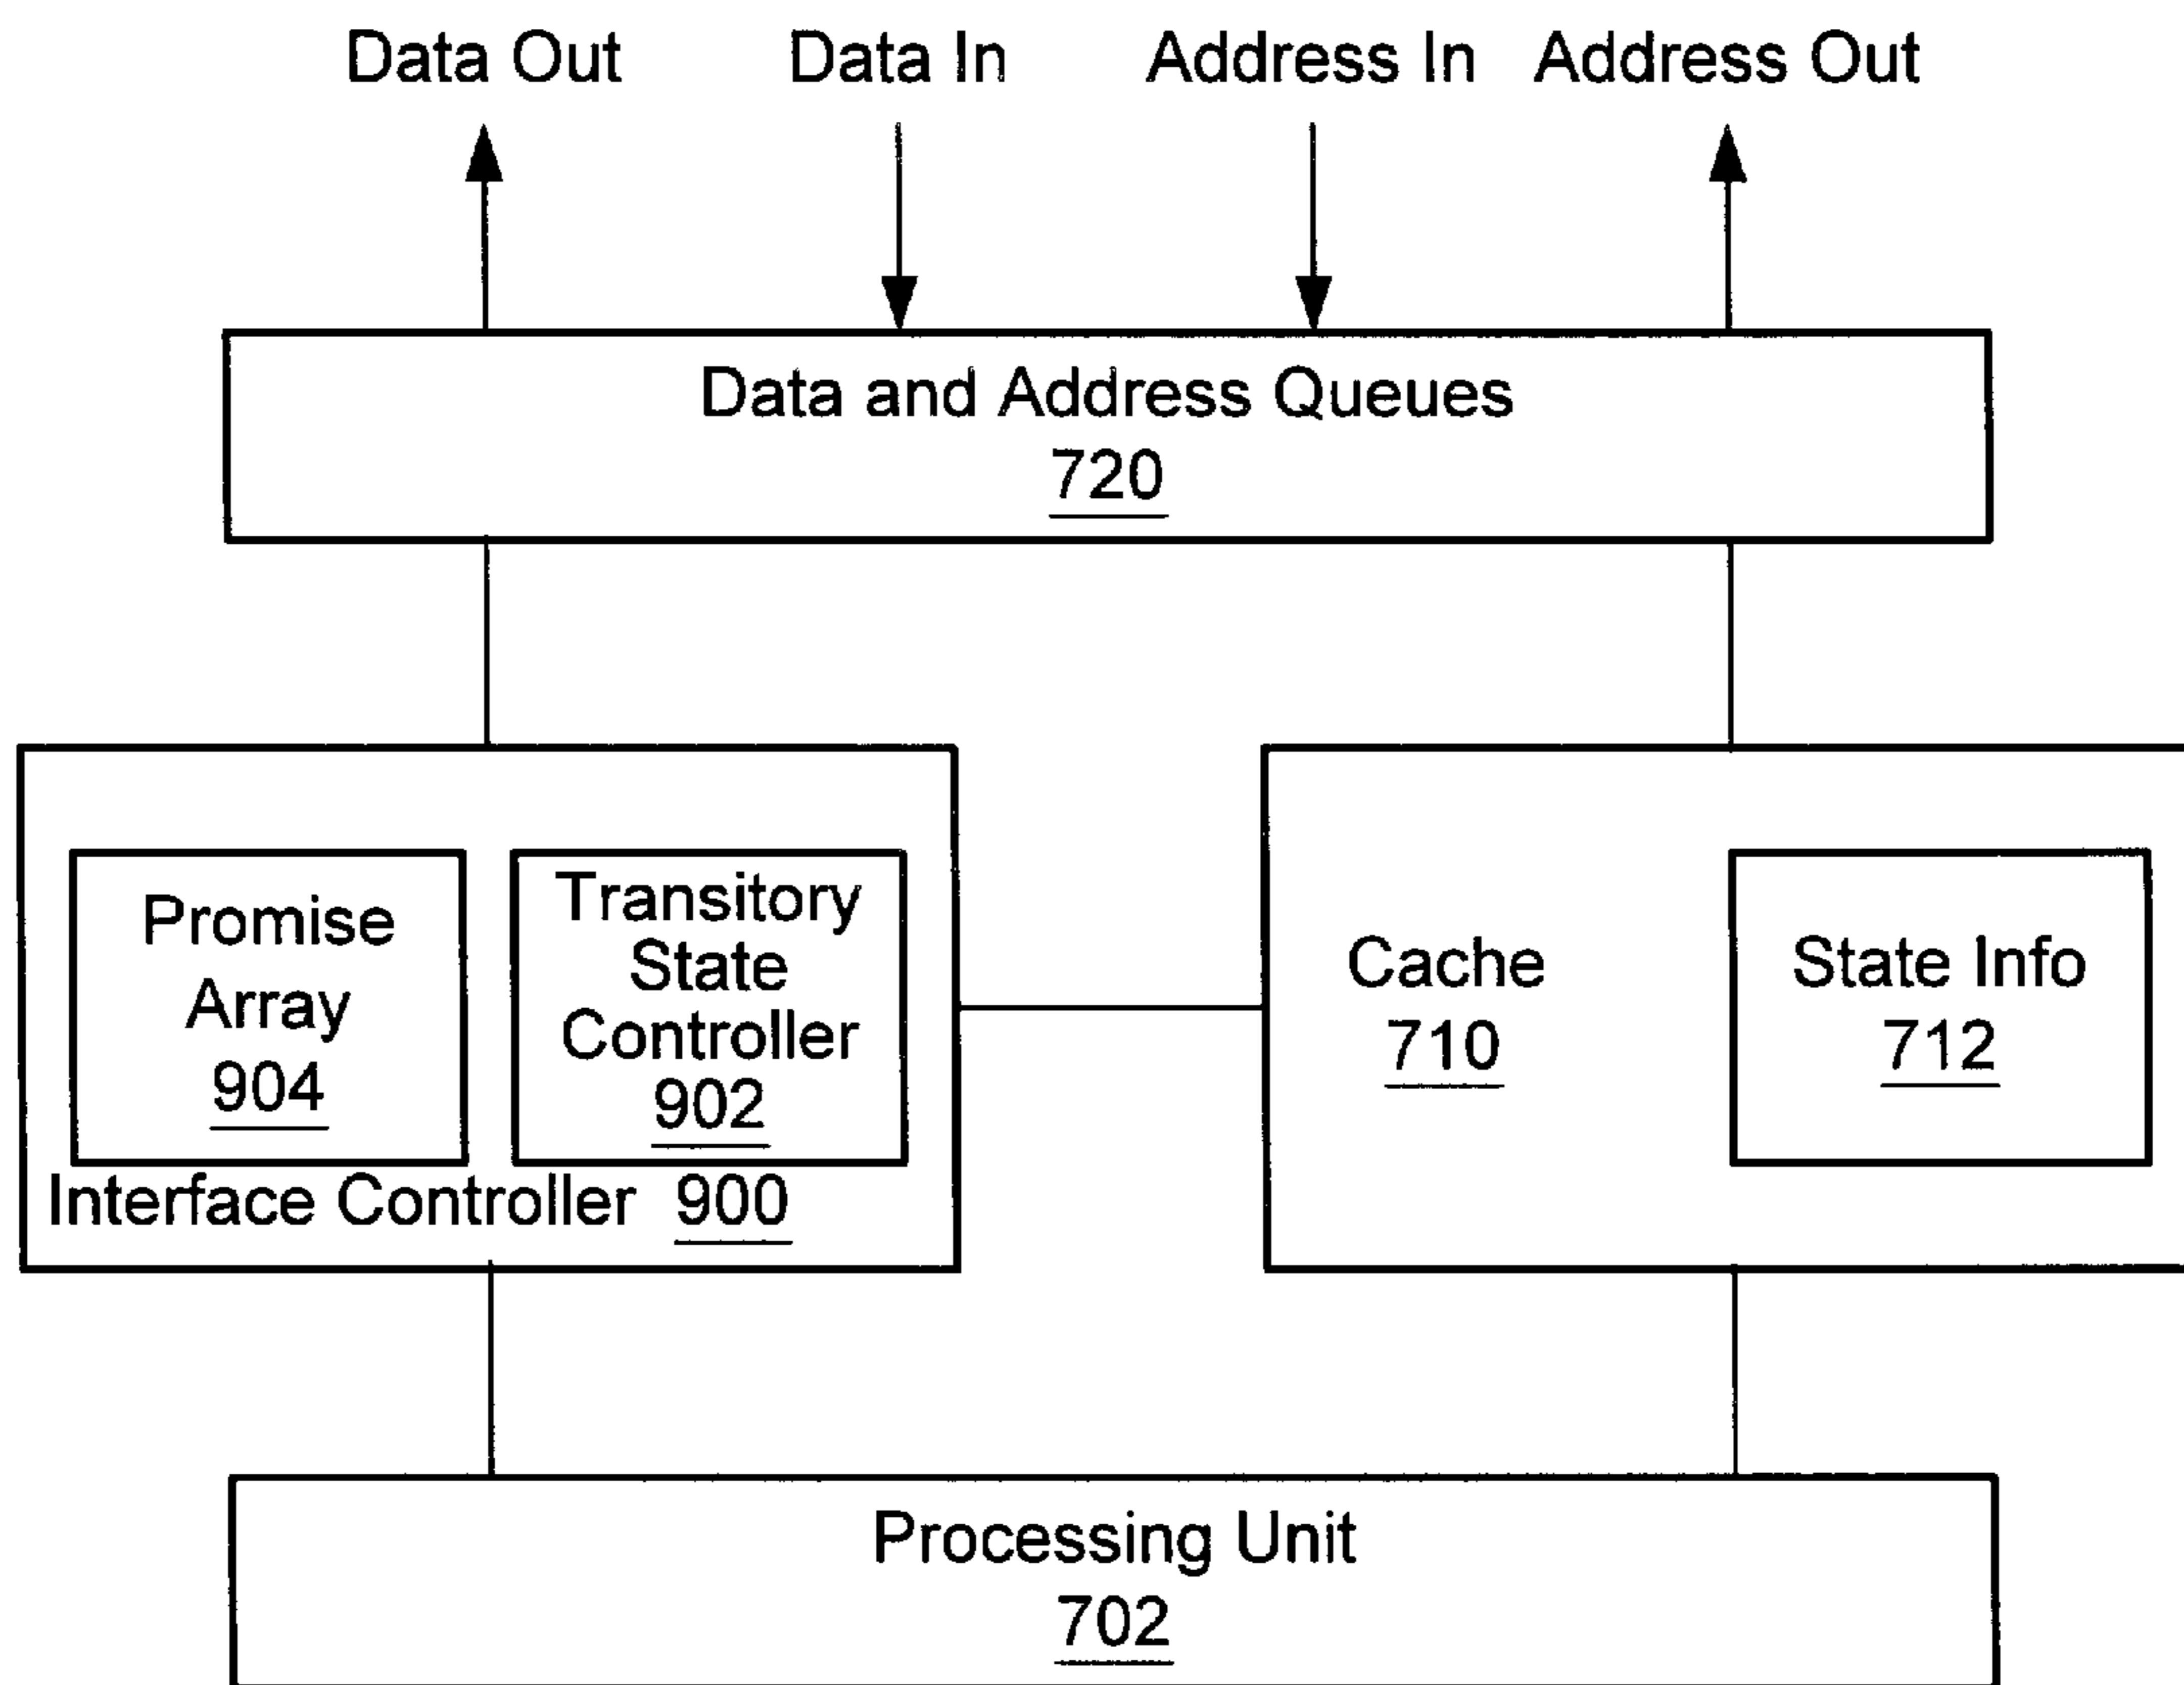 Data Out
Data In
Address In
Address Out
Data and Address Queues
720
Promise
Array
904
Transitory
State
Controller
902
Interface Controller 900
Cache
710
State Info
712
Processing Unit
702